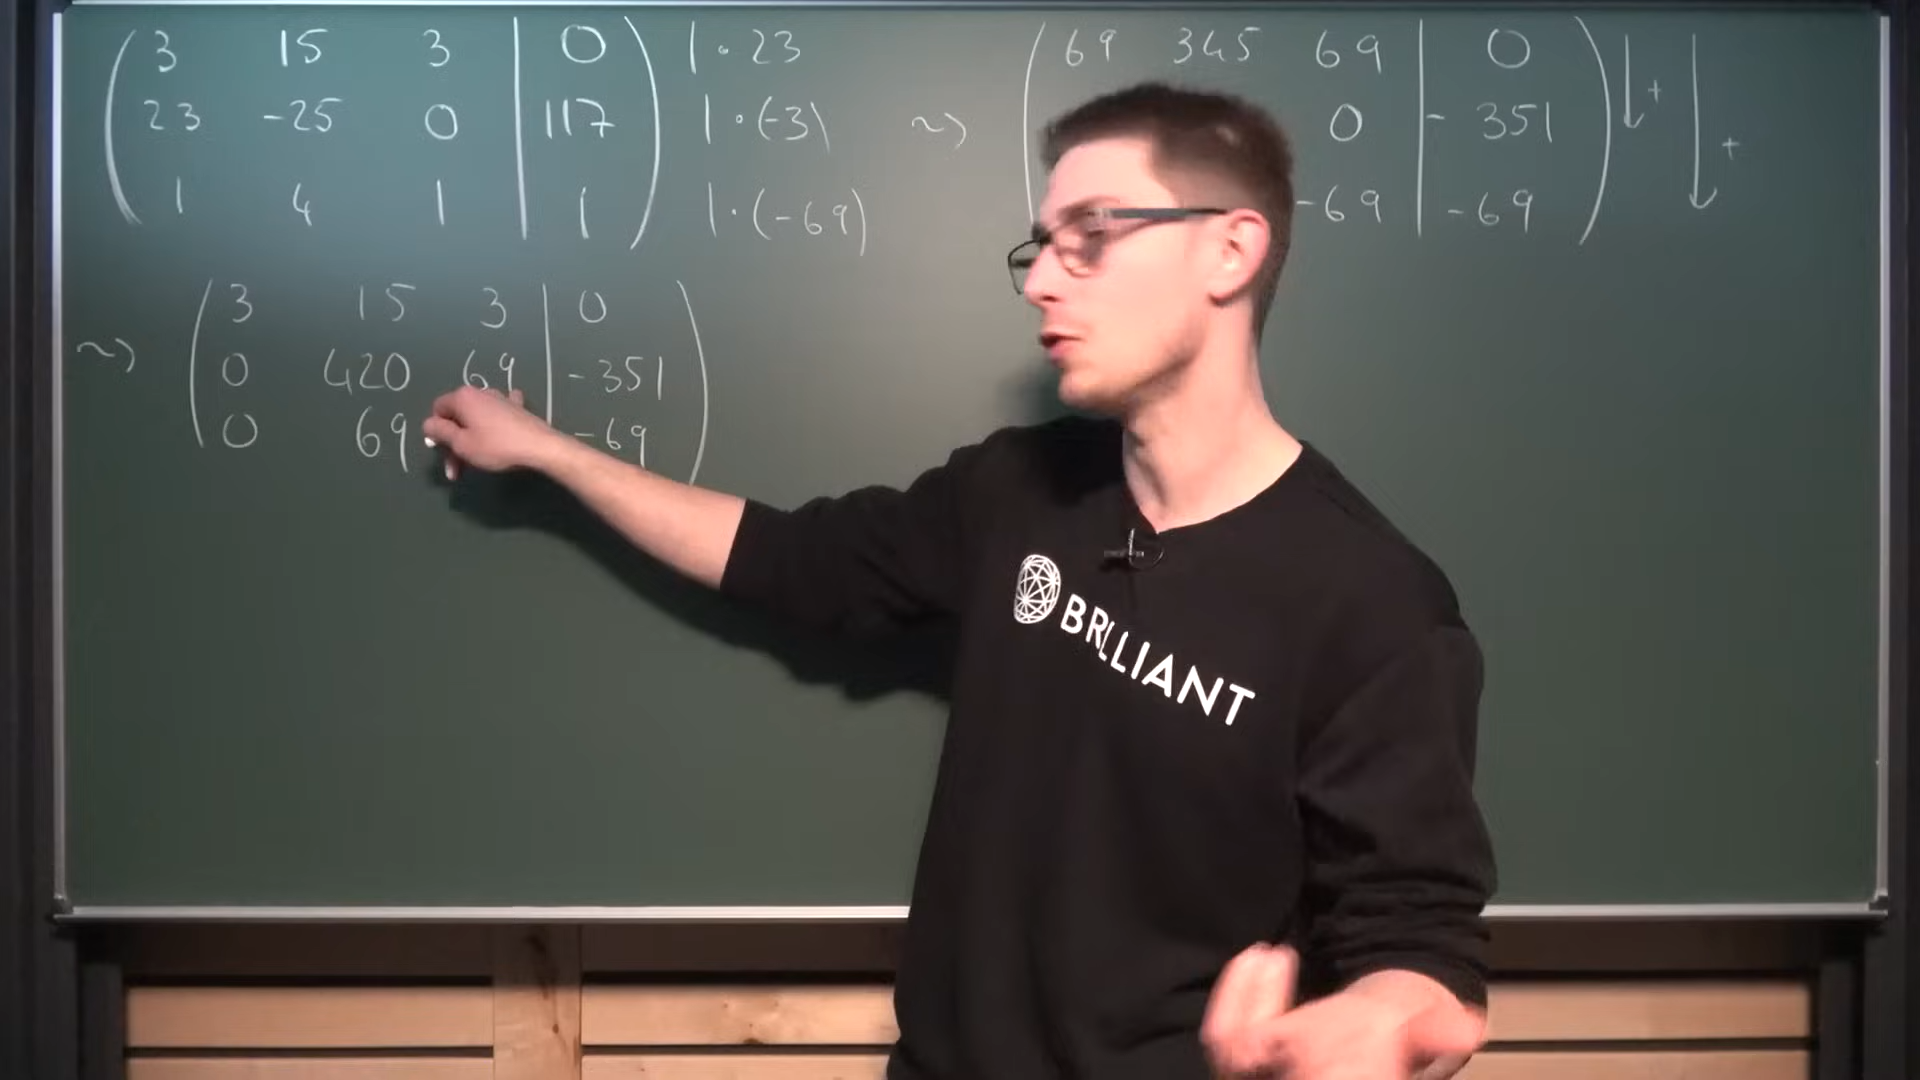 3 15 3 | 0 | · 23
23 -25 0 | 117 | · (-3)
1 4 1 | 1 | · (-69)
~> 69 345 69 | 0 ↓ + ↓ +
0 | - 351
-69 | -69
~> 3 15 3 | 0
0 420 69 | -351
0 69 | -69
BRILLIANT